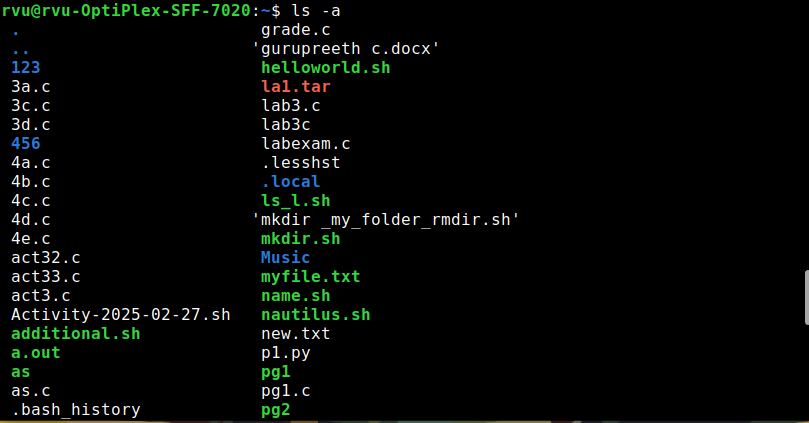 rvu@rvu-OptiPlex-SFF-7020:~$ ls -a
. grade.c
.. 'gurupreeth c.docx'
123 helloworld.sh
3a.c la1.tar
3c.c lab3.c
3d.c lab3c
456 labexam.c
4a.c .lesshst
4b.c .local
4c.c ls_l.sh
4d.c 'mkdir _my_folder_rmdir.sh'
4e.c mkdir.sh
act32.c Music
act33.c myfile.txt
act3.c name.sh
Activity-2025-02-27.sh nautilus.sh
additional.sh new.txt
a.out p1.py
as pg1
as.c pg1.c
.bash_history pg2